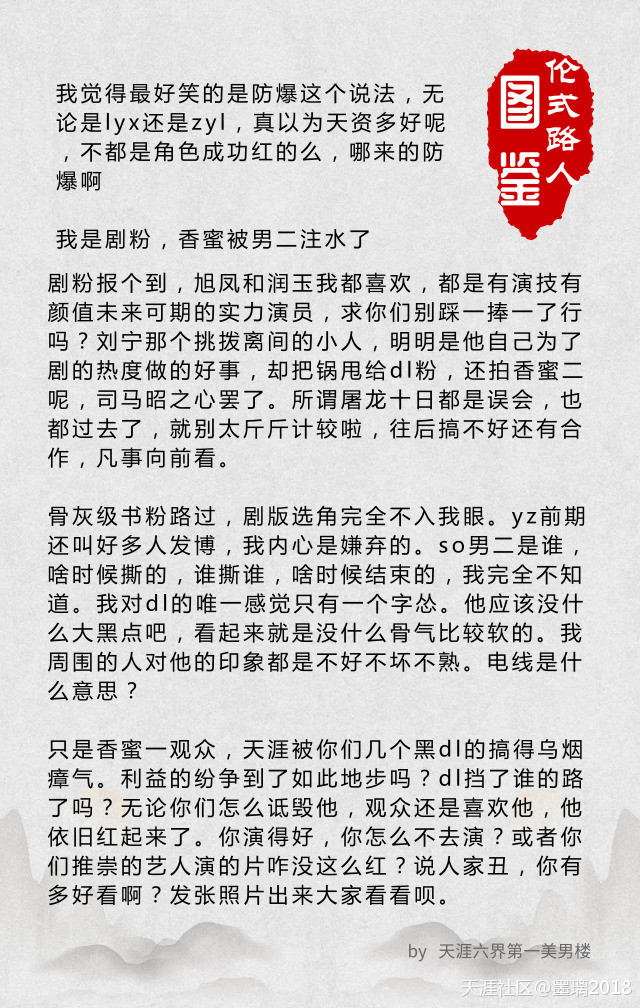 伦式路人
图鉴
我觉得最好笑的是防爆这个说法，无
论是lyx还是zyl，真以为天资多好呢
，不都是角色成功红的么，哪来的防
爆啊
我是剧粉，香蜜被男二注水了
剧粉报个到，旭凤和润玉我都喜欢，都是有演技有
颜值未来可期的实力演员，求你们别踩一捧一了行
吗？刘宁那个挑拨离间的小人，明明是他自己为了
剧的热度做的好事，却把锅甩给dl粉，还拍香蜜二
呢，司马昭之心罢了。所谓屠龙十日都是误会，也
都过去了，就别太斤斤计较啦，往后搞不好还有合
作，凡事向前看。
骨灰级书粉路过，剧版选角完全不入我眼。yz前期
还叫好多人发博，我内心是嫌弃的。so男二是谁，
啥时候撕的，谁撕谁，啥时候结束的，我完全不知
道。我对dl的唯一感觉只有一个字怂。他应该没什
么大黑点吧，看起来就是没什么骨气比较软的。我
周围的人对他的印象都是不好不坏不熟。电线是什
么意思？
只是香蜜一观众，天涯被你们几个黑dl的搞得乌烟
瘴气。利益的纷争到了如此地步吗？dl挡了谁的路
了吗？无论你们怎么诋毁他，观众还是喜欢他，他
依旧红起来了。你演得好，你怎么不去演？或者你
们推崇的艺人演的片咋没这么红？说人家丑，你有
多好看啊？发张照片出来大家看看呗。
by 天涯六界第一美男楼
天涯社区@墨璃2018